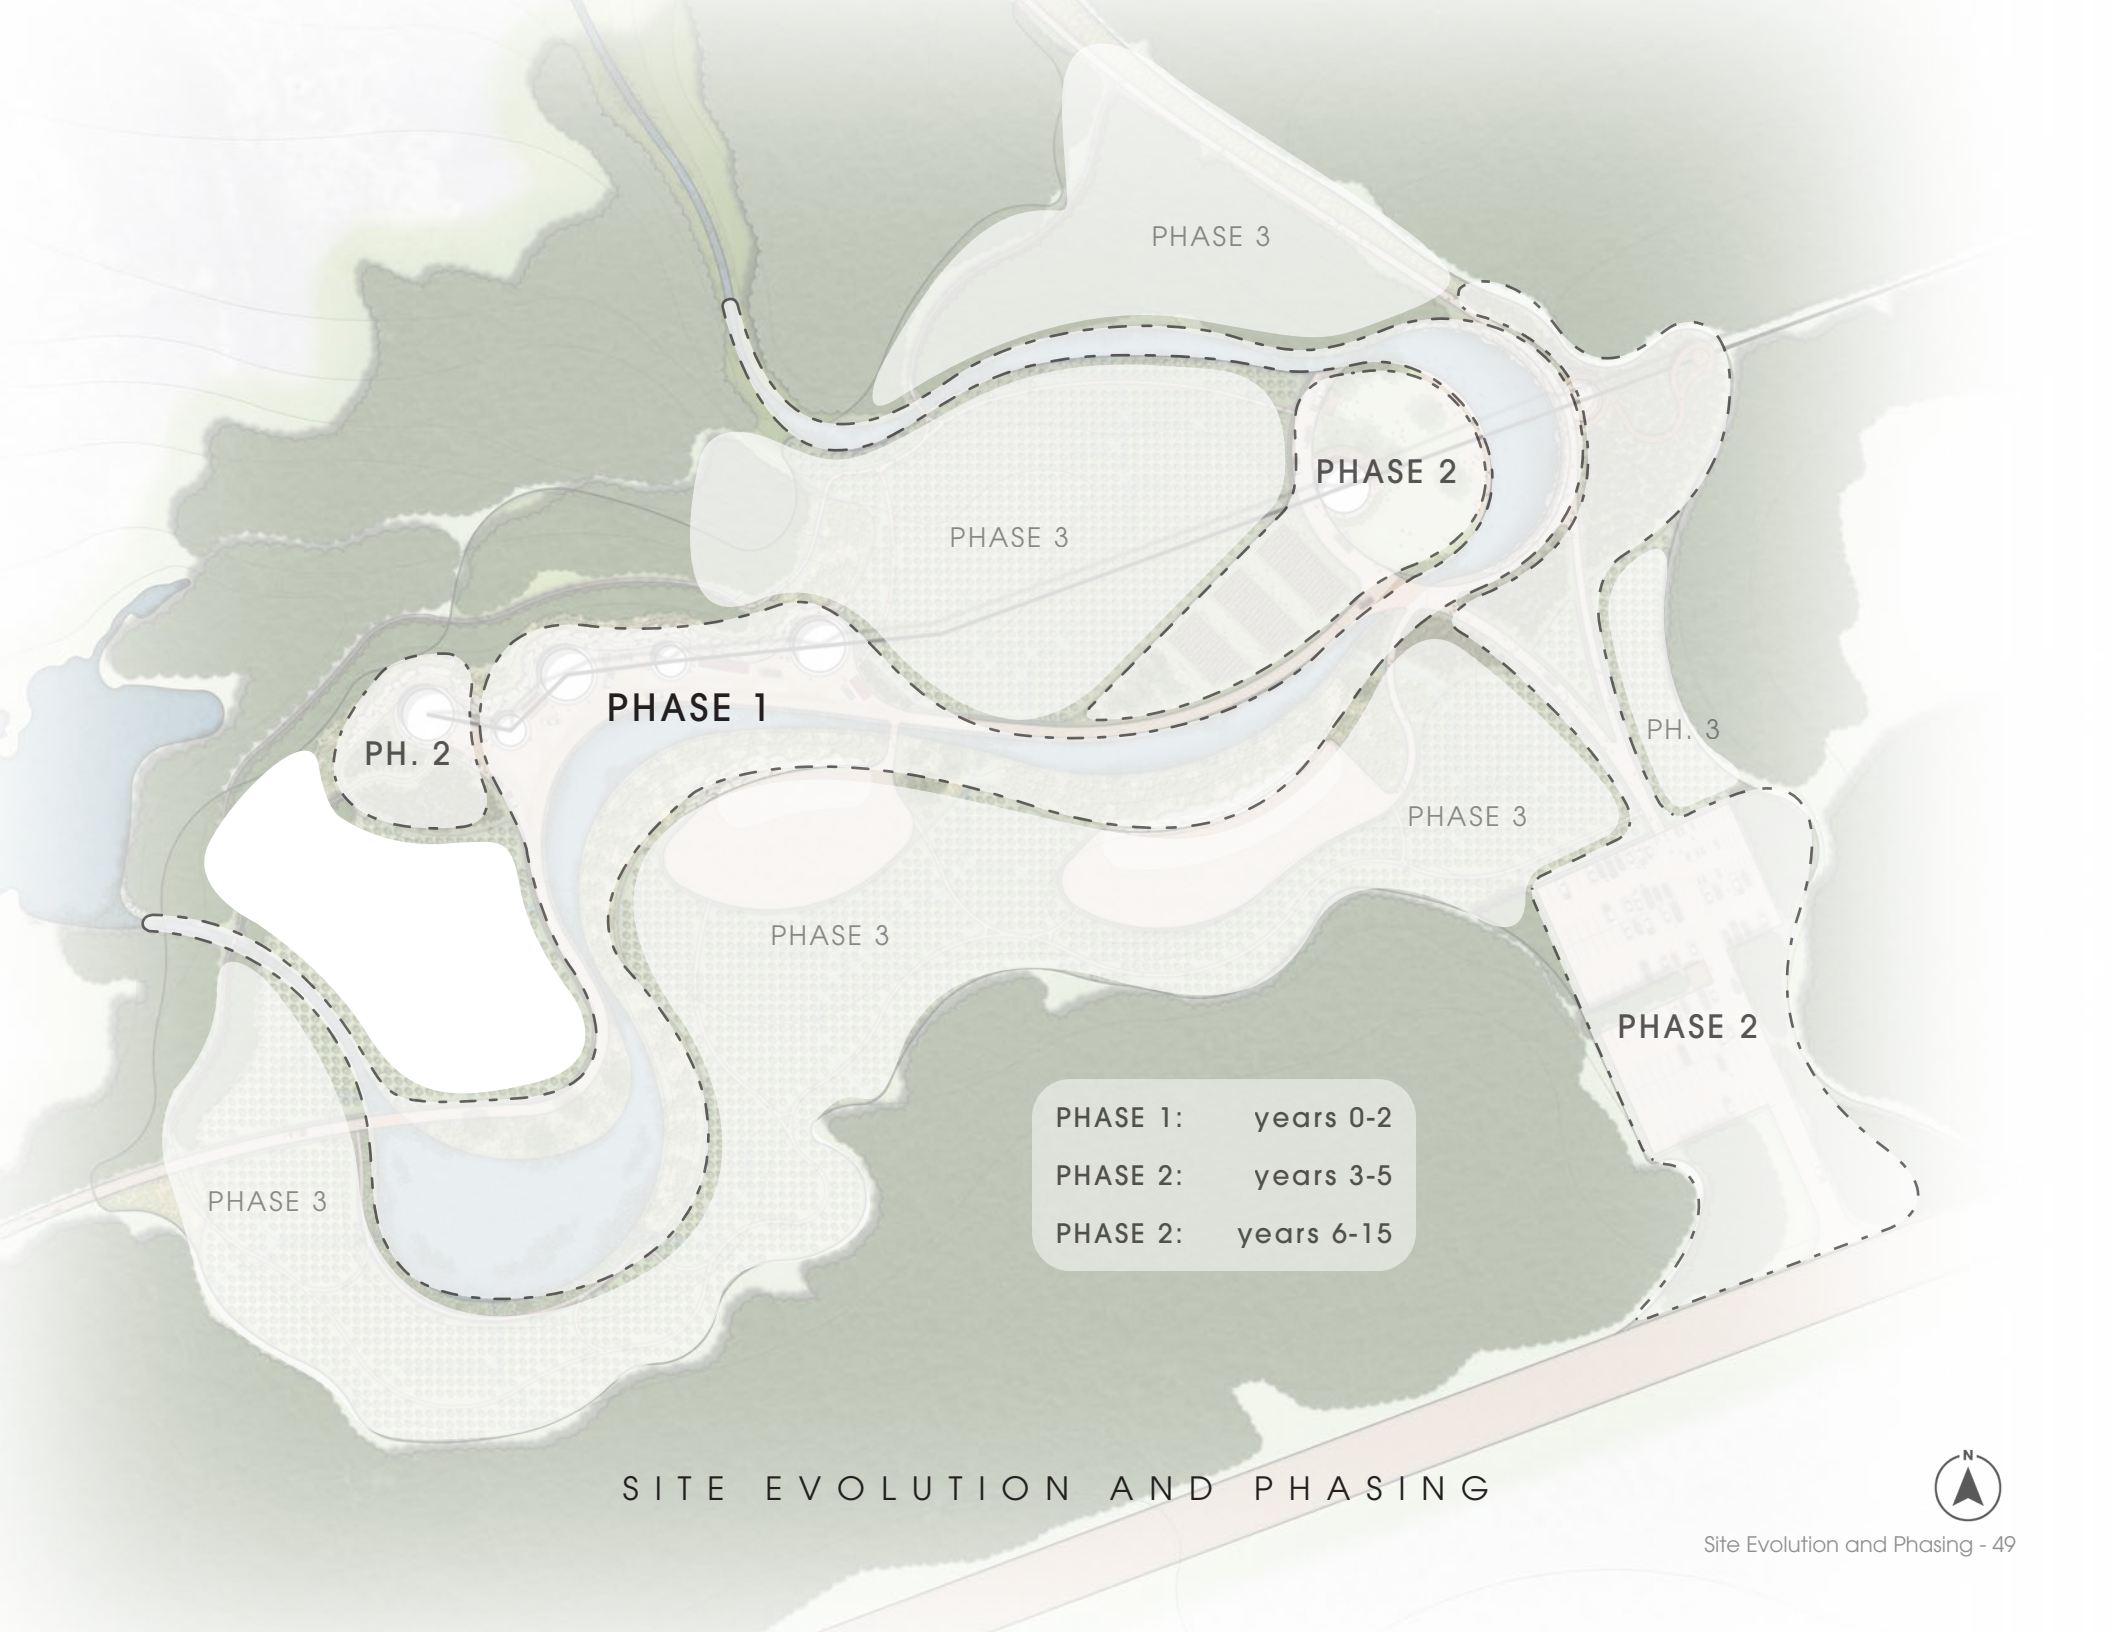 PHASE 3
PHASE 2
PHASE 3
PHASE 1
PH. 2
PH. 3
PHASE 3
PHASE 3
PHASE 2
PHASE 1: years 0-2
PHASE 2: years 3-5
PHASE 2: years 6-15
PHASE 3
SITE EVOLUTION AND PHASING
N
Site Evolution and Phasing - 49